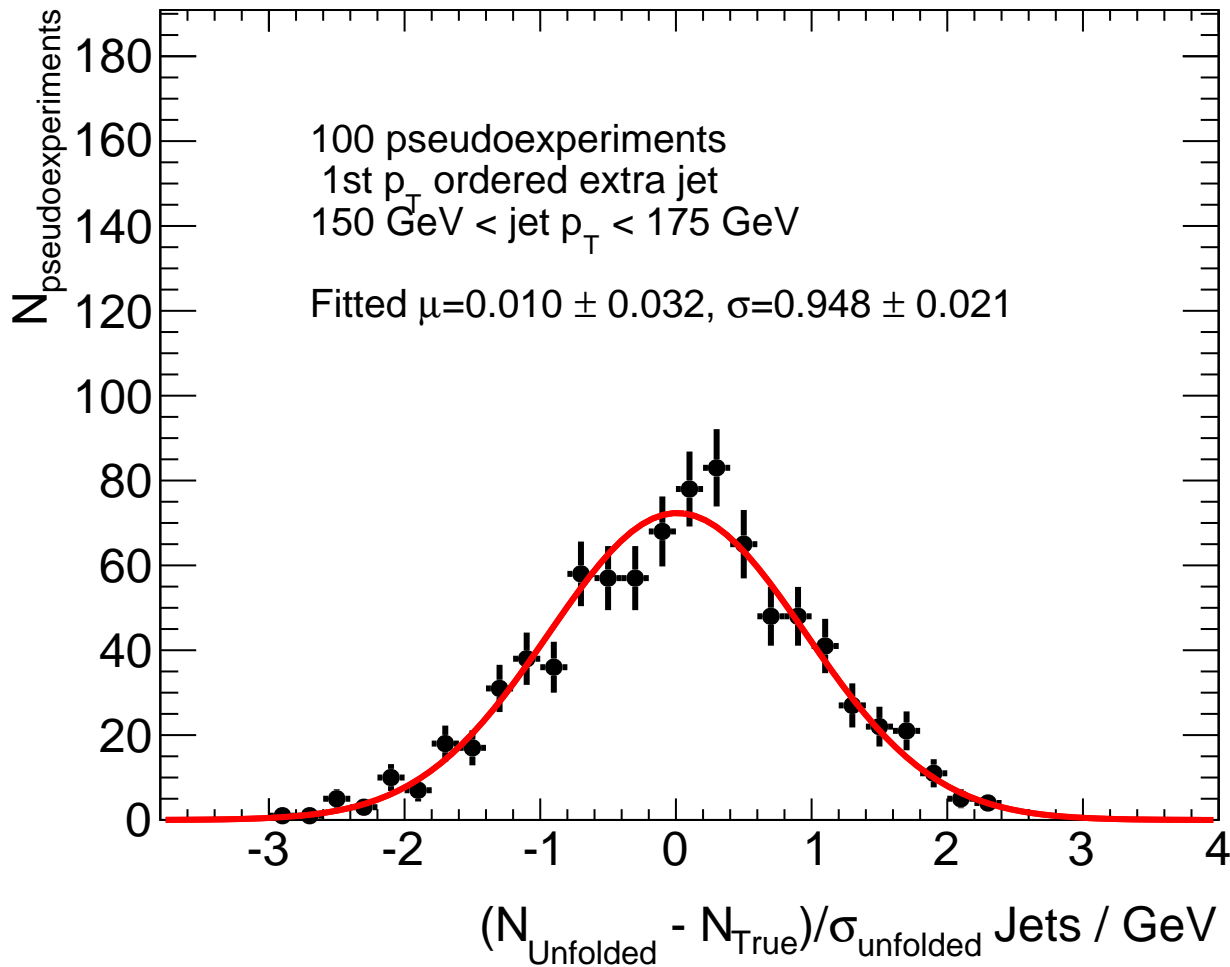 N_pseudoexperiments
180
160
140
120
100
80
60
40
20
0
100 pseudoexperiments
1st p_T ordered extra jet
150 GeV < jet p_T < 175 GeV
Fitted μ=0.010 ± 0.032, σ=0.948 ± 0.021
-3 -2 -1 0 1 2 3 4
(N_Unfolded - N_True)/σ_unfolded Jets / GeV